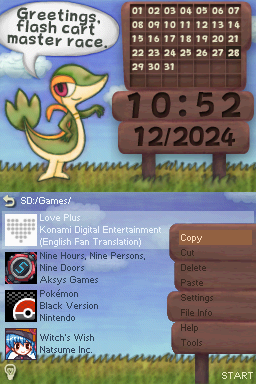 Greetings,
flash cart
master race.
01 02 03 04 05 06 07
08 09 10 11 12 13 14
15 16 17 18 19 20 21
22 23 24 25 26 27 28
29 30 31
10:52
12/2024
SD:/Games/
Love Plus
Konami Digital Entertainment
(English Fan Translation)
Nine Hours, Nine Persons,
Nine Doors
Aksys Games
Pokémon
Black Version
Nintendo
Witch's Wish
Natsume Inc.
Copy
Cut
Delete
Paste
Settings
File Info
Help
Tools
START